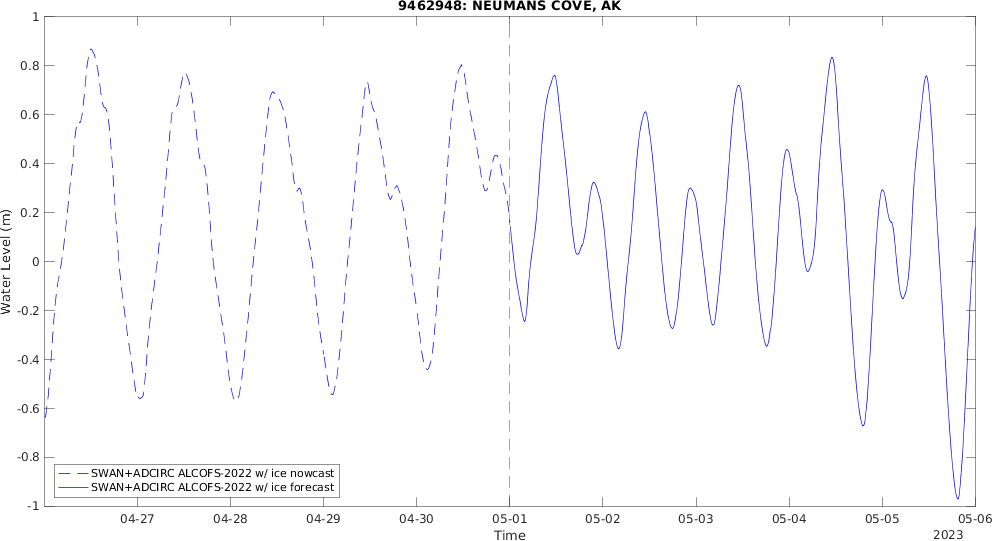 9462948: NEUMANS COVE, AK
1
0.8
0.6
0.4
0.2
0
-0.2
-0.4
-0.6
-0.8
-1
Water Level (m)
SWAN+ADCIRC ALCOFS-2022 w/ ice nowcast
SWAN+ADCIRC ALCOFS-2022 w/ ice forecast
04-27 04-28 04-29 04-30 05-01 05-02 05-03 05-04 05-05 05-06
Time
2023